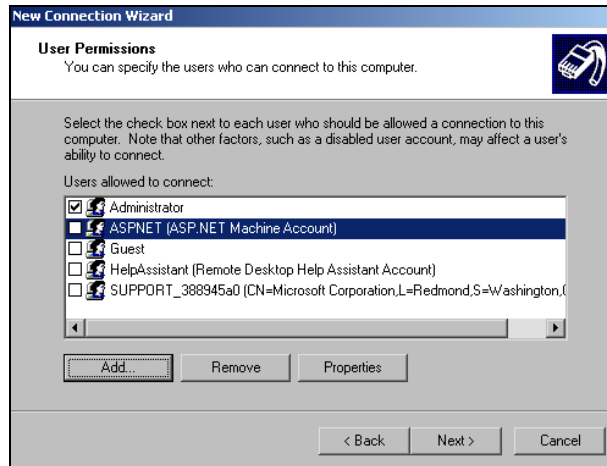 New Connection Wizard
User Permissions
You can specify the users who can connect to this computer.
Select the check box next to each user who should be allowed a connection to this
computer. Note that other factors, such as a disabled user account, may affect a user's
ability to connect.
Users allowed to connect:
Administrator
ASPNET (ASP.NET Machine Account)
Guest
HelpAssistant (Remote Desktop Help Assistant Account)
SUPPORT_388945a0 (CN=Microsoft Corporation,L=Redmond,S=Washington,
Add...
Remove
Properties
< Back
Next >
Cancel